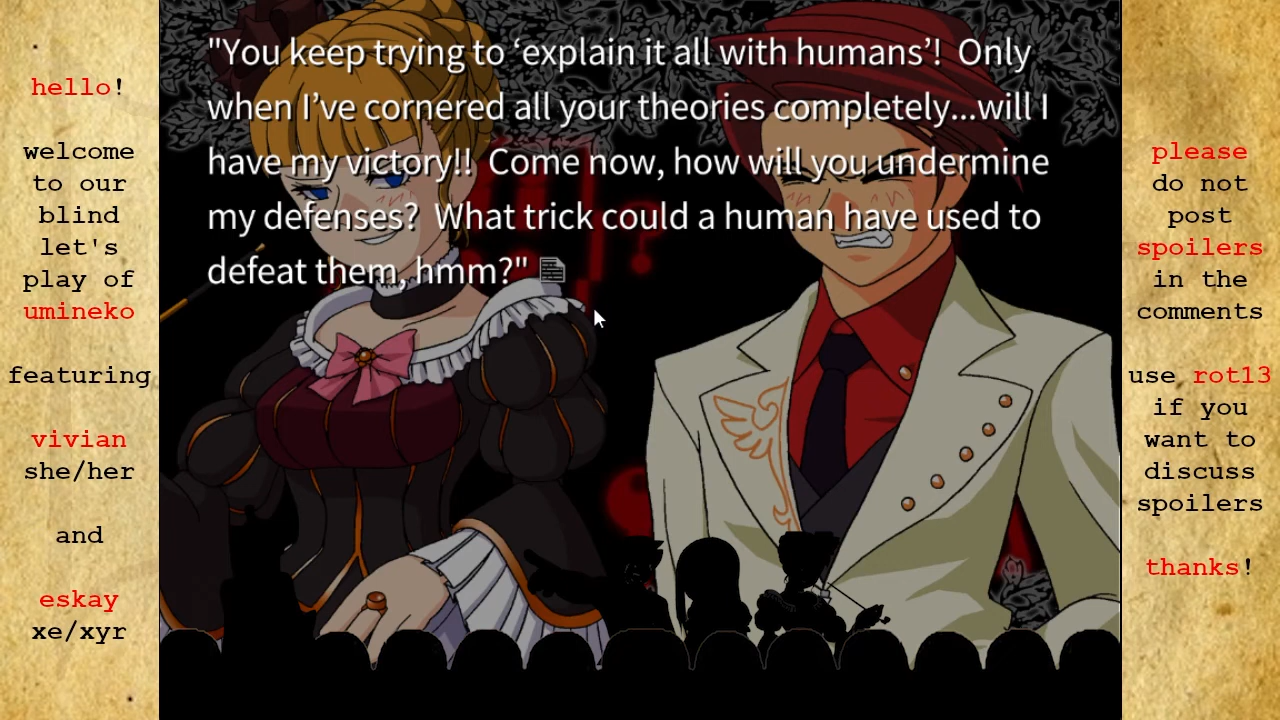 hello!
welcome
to our
blind
let's
play of
umineko
featuring
vivian
she/her
and
eskay
xe/xyr
"You keep trying to ‘explain it all with humans’!  Only
when I’ve cornered all your theories completely...will I
have my victory!!  Come now, how will you undermine
my defenses?  What trick could a human have used to
defeat them, hmm?"
please
do not
post
spoilers
in the
comments
use rot13
if you
want to
discuss
spoilers
thanks!